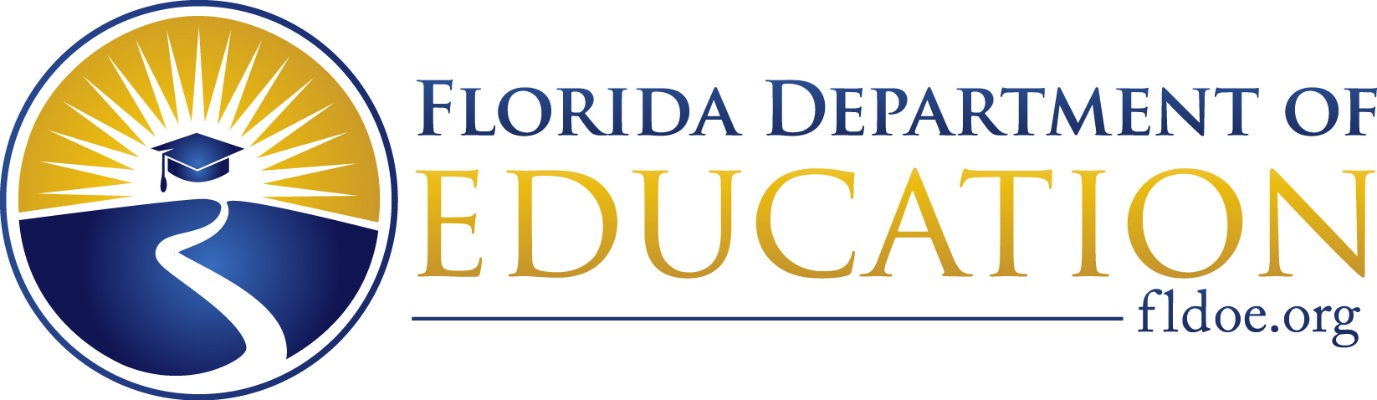 FLORIDA DEPARTMENT OF
EDUCATION
fldoe.org